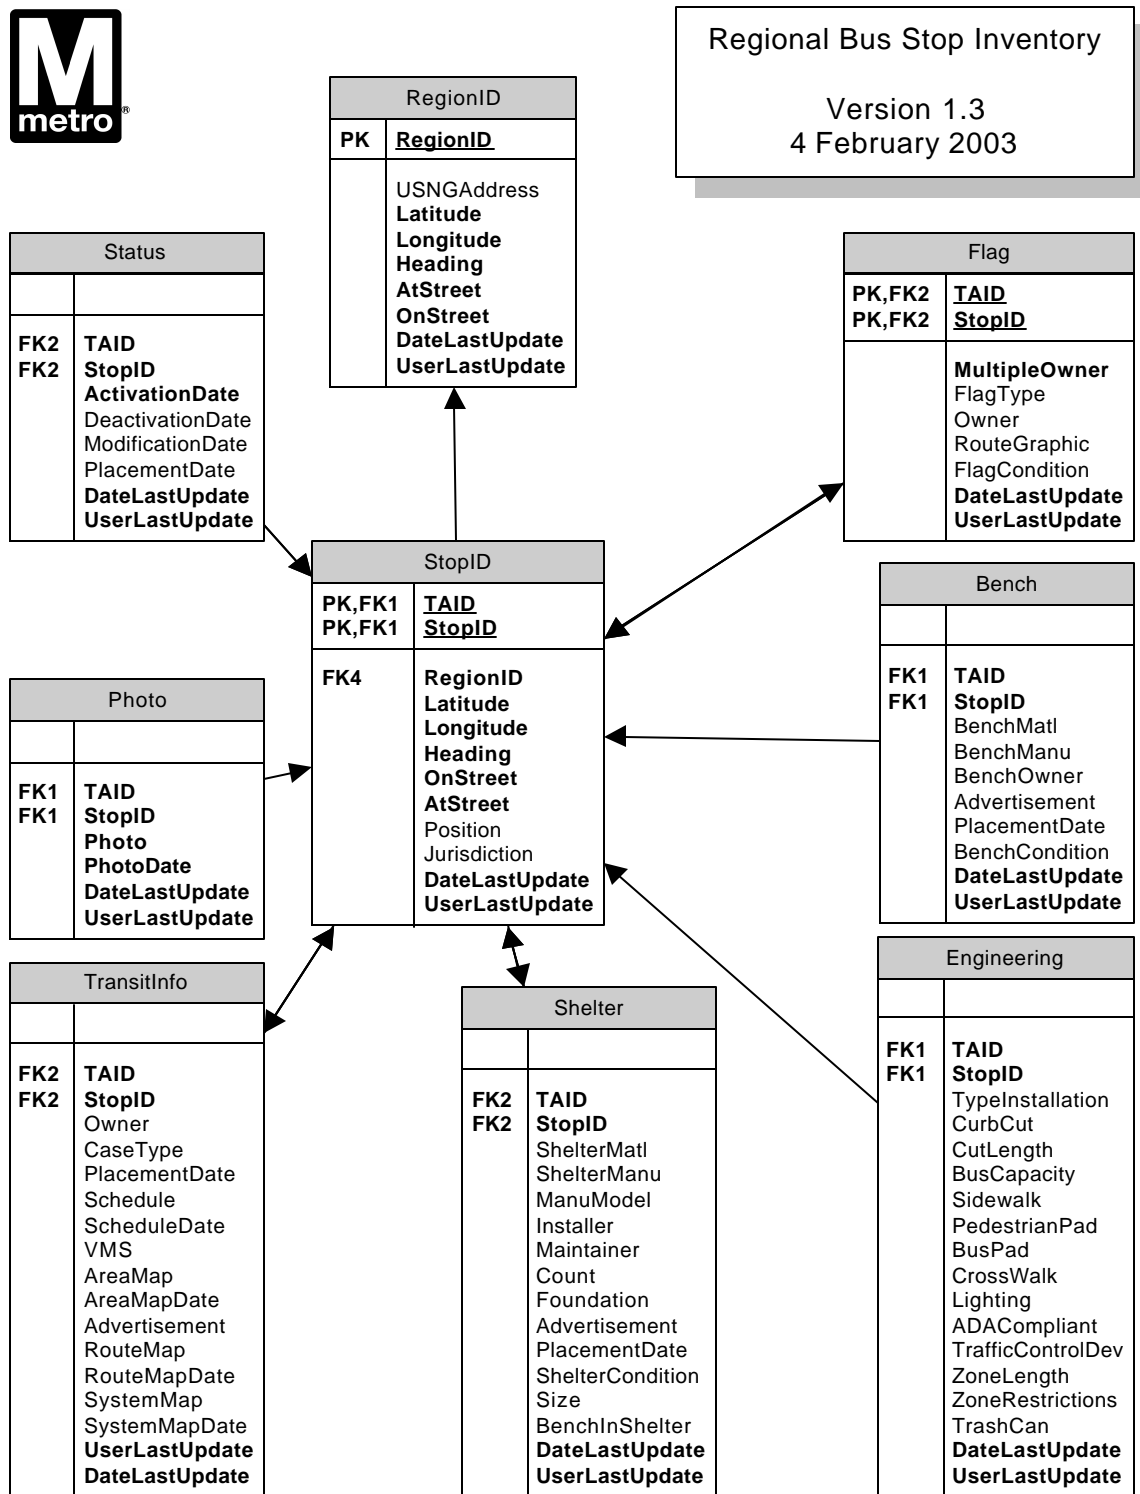 M
metro®
Regional Bus Stop Inventory
Version 1.3
4 February 2003
RegionID
PK RegionID
USNGAddress
Latitude
Longitude
Heading
AtStreet
OnStreet
DateLastUpdate
UserLastUpdate
Status
FK2 TAID
FK2 StopID
ActivationDate
DeactivationDate
ModificationDate
PlacementDate
DateLastUpdate
UserLastUpdate
Flag
PK,FK2 TAID
PK,FK2 StopID
MultipleOwner
FlagType
Owner
RouteGraphic
FlagCondition
DateLastUpdate
UserLastUpdate
StopID
PK,FK1 TAID
PK,FK1 StopID
FK4 RegionID
Latitude
Longitude
Heading
OnStreet
AtStreet
Position
Jurisdiction
DateLastUpdate
UserLastUpdate
Bench
FK1 TAID
FK1 StopID
BenchMatl
BenchManu
BenchOwner
Advertisement
PlacementDate
BenchCondition
DateLastUpdate
UserLastUpdate
Photo
FK1 TAID
FK1 StopID
Photo
PhotoDate
DateLastUpdate
UserLastUpdate
TransitInfo
FK2 TAID
FK2 StopID
Owner
CaseType
PlacementDate
Schedule
ScheduleDate
VMS
AreaMap
AreaMapDate
Advertisement
RouteMap
RouteMapDate
SystemMap
SystemMapDate
UserLastUpdate
DateLastUpdate
Shelter
FK2 TAID
FK2 StopID
ShelterMatl
ShelterManu
ManuModel
Installer
Maintainer
Count
Foundation
Advertisement
PlacementDate
ShelterCondition
Size
BenchInShelter
DateLastUpdate
UserLastUpdate
Engineering
FK1 TAID
FK1 StopID
TypeInstallation
CurbCut
CutLength
BusCapacity
Sidewalk
PedestrianPad
BusPad
CrossWalk
Lighting
ADACompliant
TrafficControlDev
ZoneLength
ZoneRestrictions
TrashCan
DateLastUpdate
UserLastUpdate